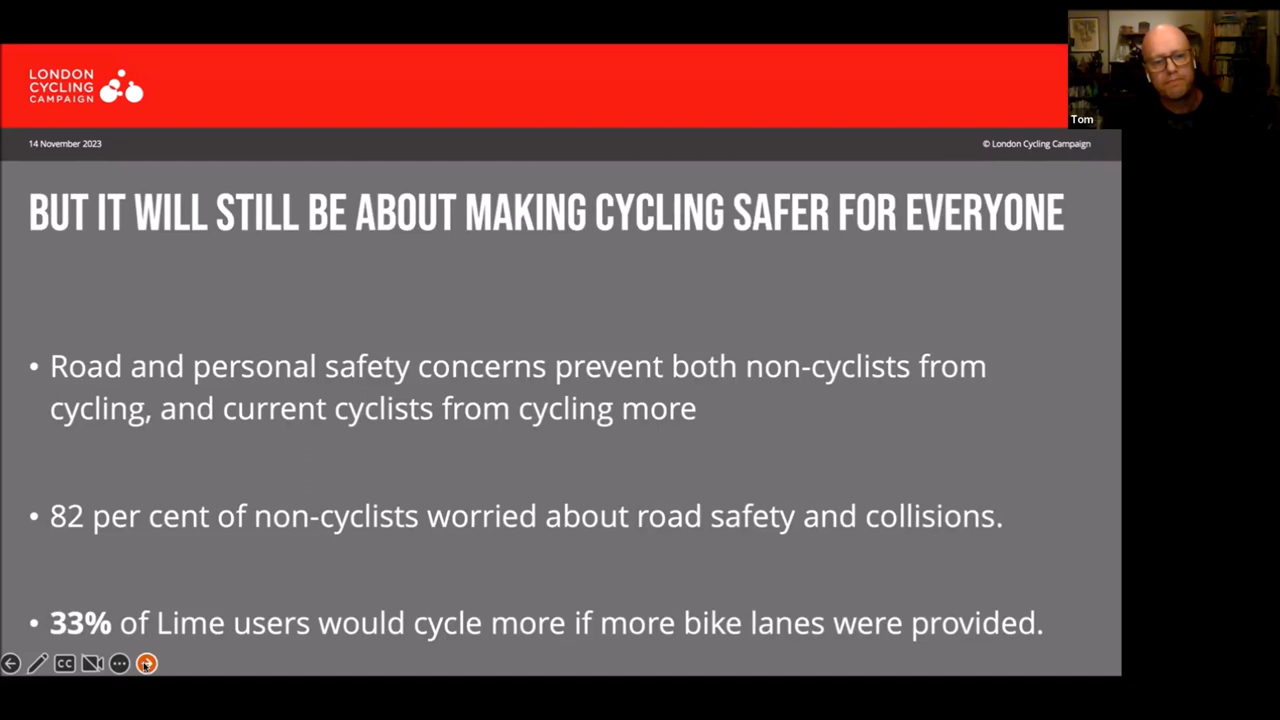 LONDON
CYCLING
CAMPAIGN
Tom
14 November 2023
© London Cycling Campaign
BUT IT WILL STILL BE ABOUT MAKING CYCLING SAFER FOR EVERYONE
• Road and personal safety concerns prevent both non-cyclists from
cycling, and current cyclists from cycling more
• 82 per cent of non-cyclists worried about road safety and collisions.
• 33% of Lime users would cycle more if more bike lanes were provided.
CC